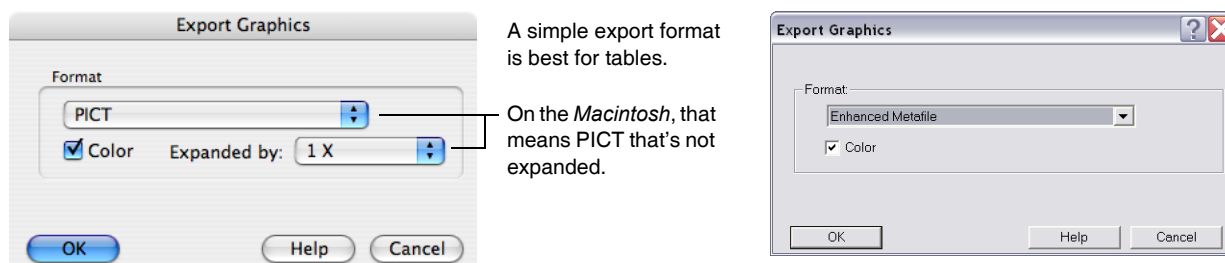 Export Graphics
Format
PICT
Color Expanded by: 1 X
OK Help Cancel
A simple export format
is best for tables.
On the Macintosh, that
means PICT that's not
expanded.
Export Graphics
Format:
Enhanced Metafile
Color
OK Help Cancel